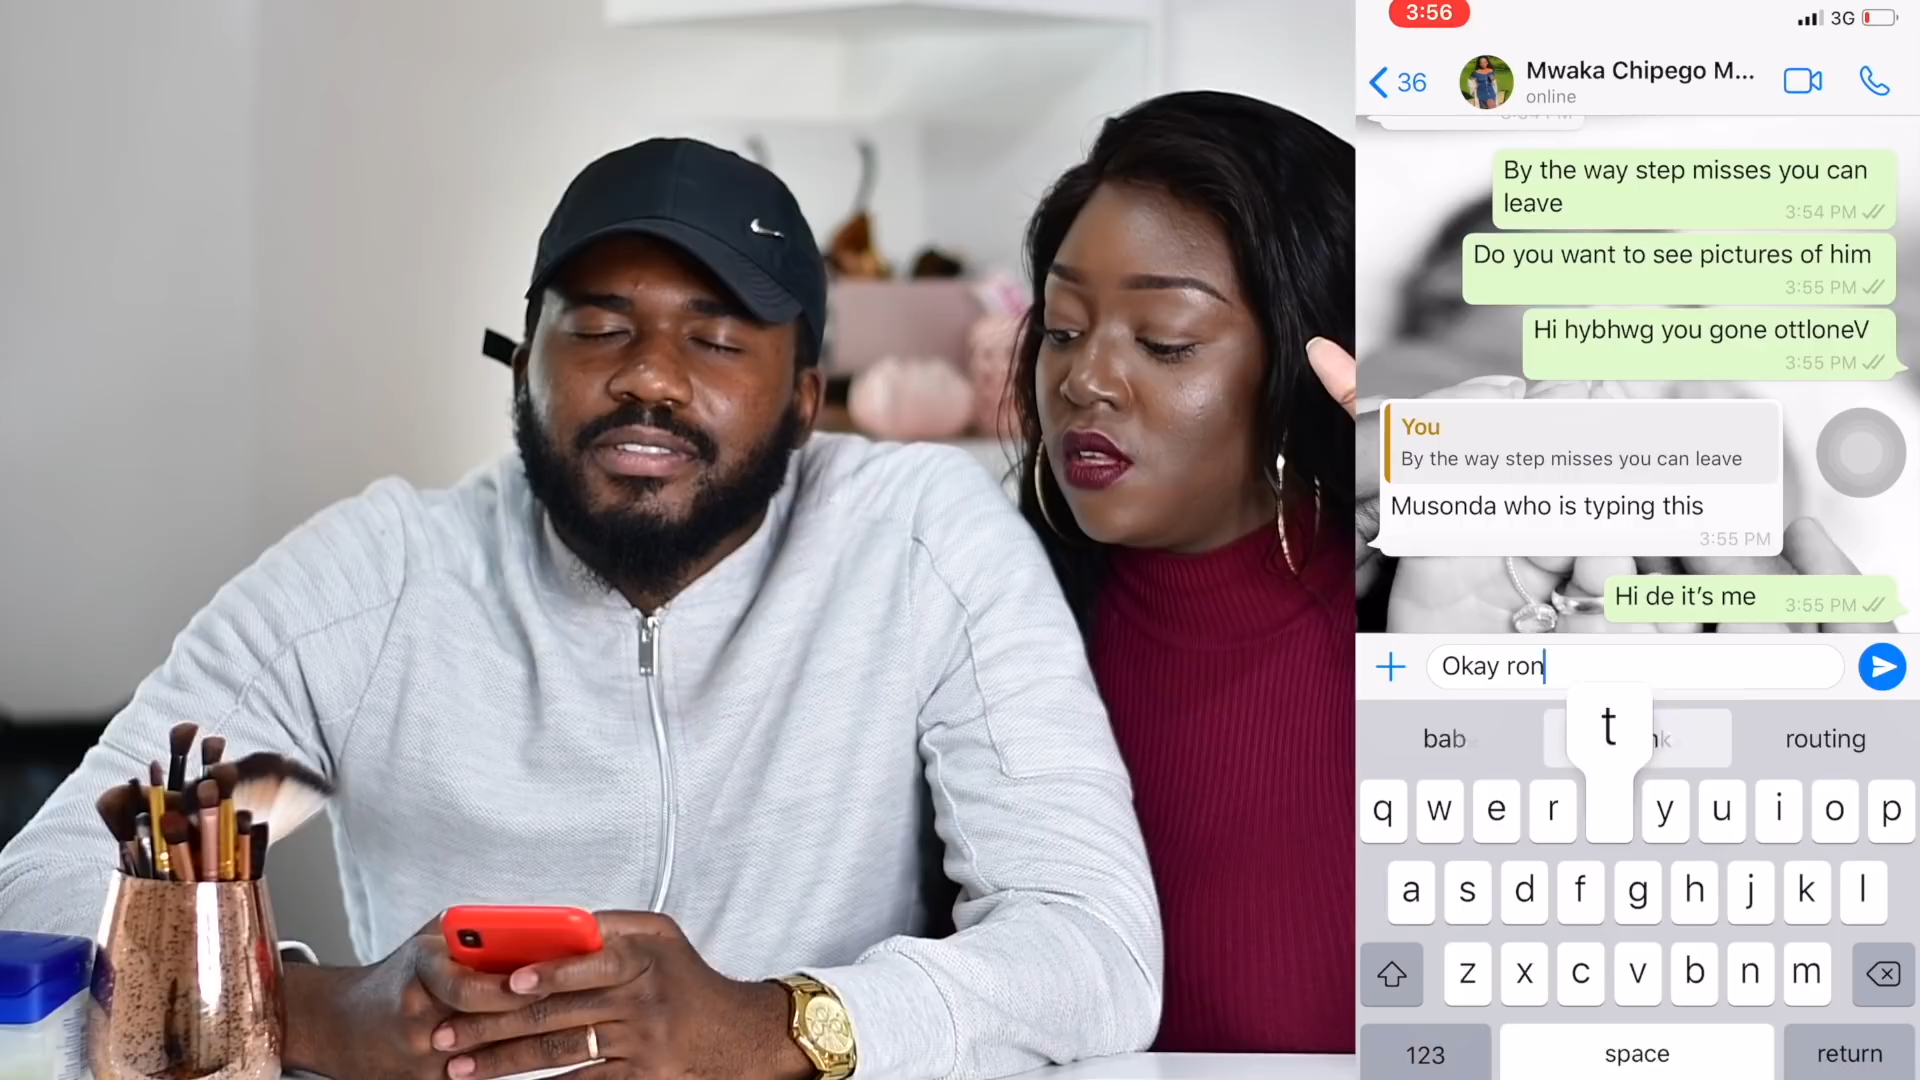 3:56
3G
36
Mwaka Chipego M...
online
By the way step misses you can
leave
3:54 PM
Do you want to see pictures of him
3:55 PM
Hi hybhwg you gone ottloneV
3:55 PM
You
By the way step misses you can leave
Musonda who is typing this
3:55 PM
Hi de it’s me
3:55 PM
Okay ron
t
bab
routing
q w e r y u i o p
a s d f g h j k l
z x c v b n m
123
space
return